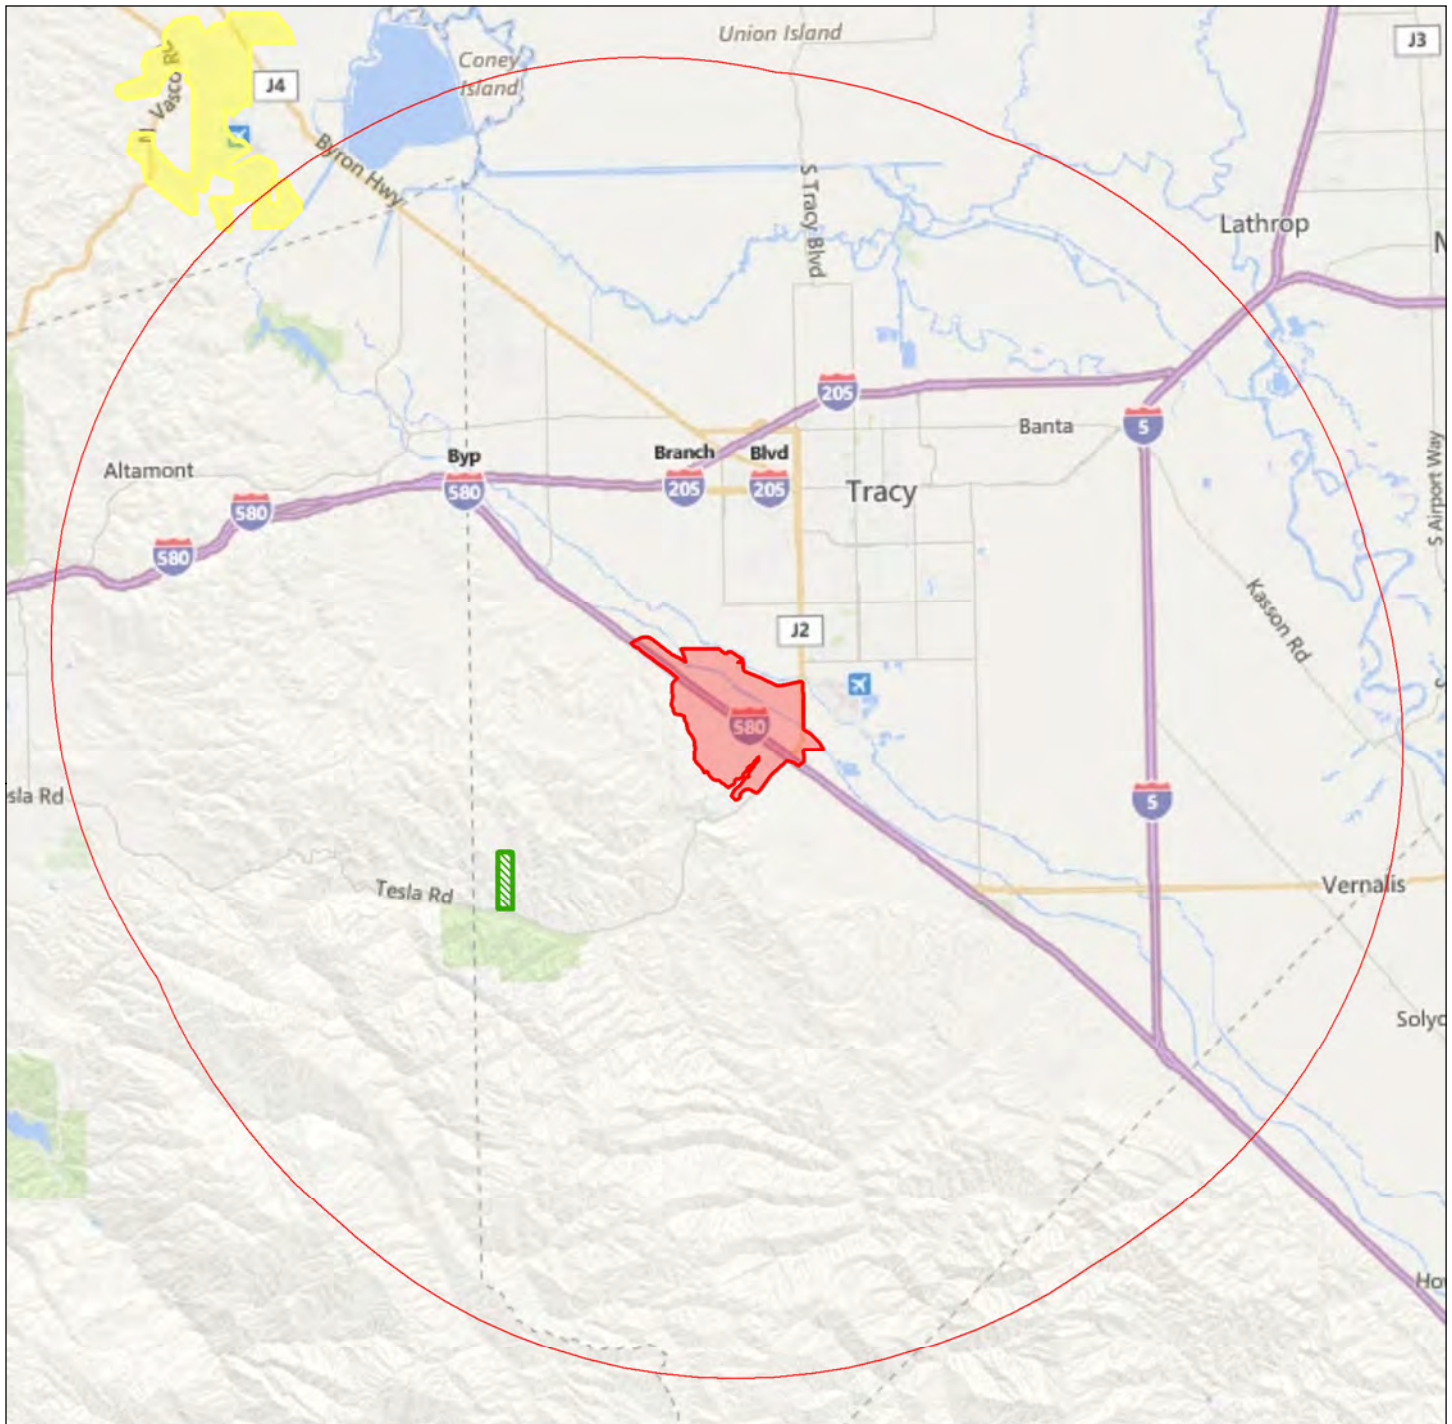 Union Island
J3
Coney
Island
J4
N Vasco Rd
Byron Hwy
S Tracy Blvd
Lathrop
205
Banta
5
Byp
Branch
Blvd
Altamont
580
205
205
Tracy
580
580
S Airport Way
Kasson Rd
J2
580
sla Rd
5
Tesla Rd
Vernalis
Solyo
Ho